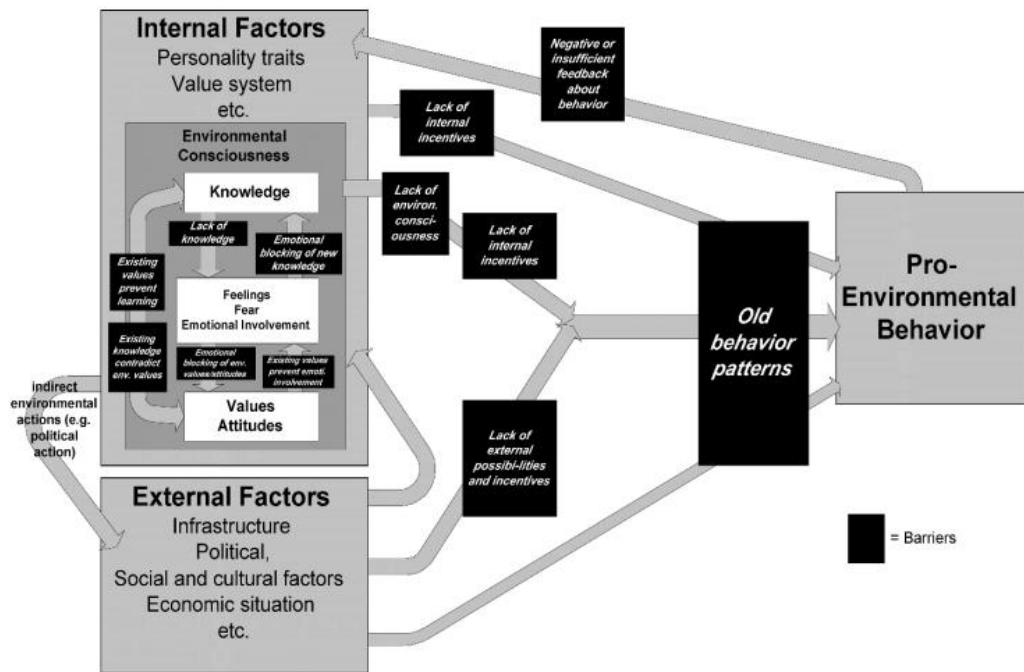 Internal Factors
Personality traits
Value system
etc.
Environmental
Consciousness
Knowledge
Lack of
knowledge
Emotional
blocking of new
knowledge
Existing
values
prevent
learning
Feelings
Fear
Emotional Involvement
Existing
knowledge
contradict
env. values
Emotional
blocking of env.
values/attitudes
Existing values
prevent emoti.
involvement
Values
Attitudes
indirect
environmental
actions (e.g.
political
action)
External Factors
Infrastructure
Political,
Social and cultural factors
Economic situation
etc.
Negative or
insufficient
feedback
about
behavior
Lack of
internal
incentives
Lack of
environ.
consci-
ousness
Lack of
internal
incentives
Lack of
external
possibi-lities
and incentives
Old
behavior
patterns
Pro-
Environmental
Behavior
= Barriers